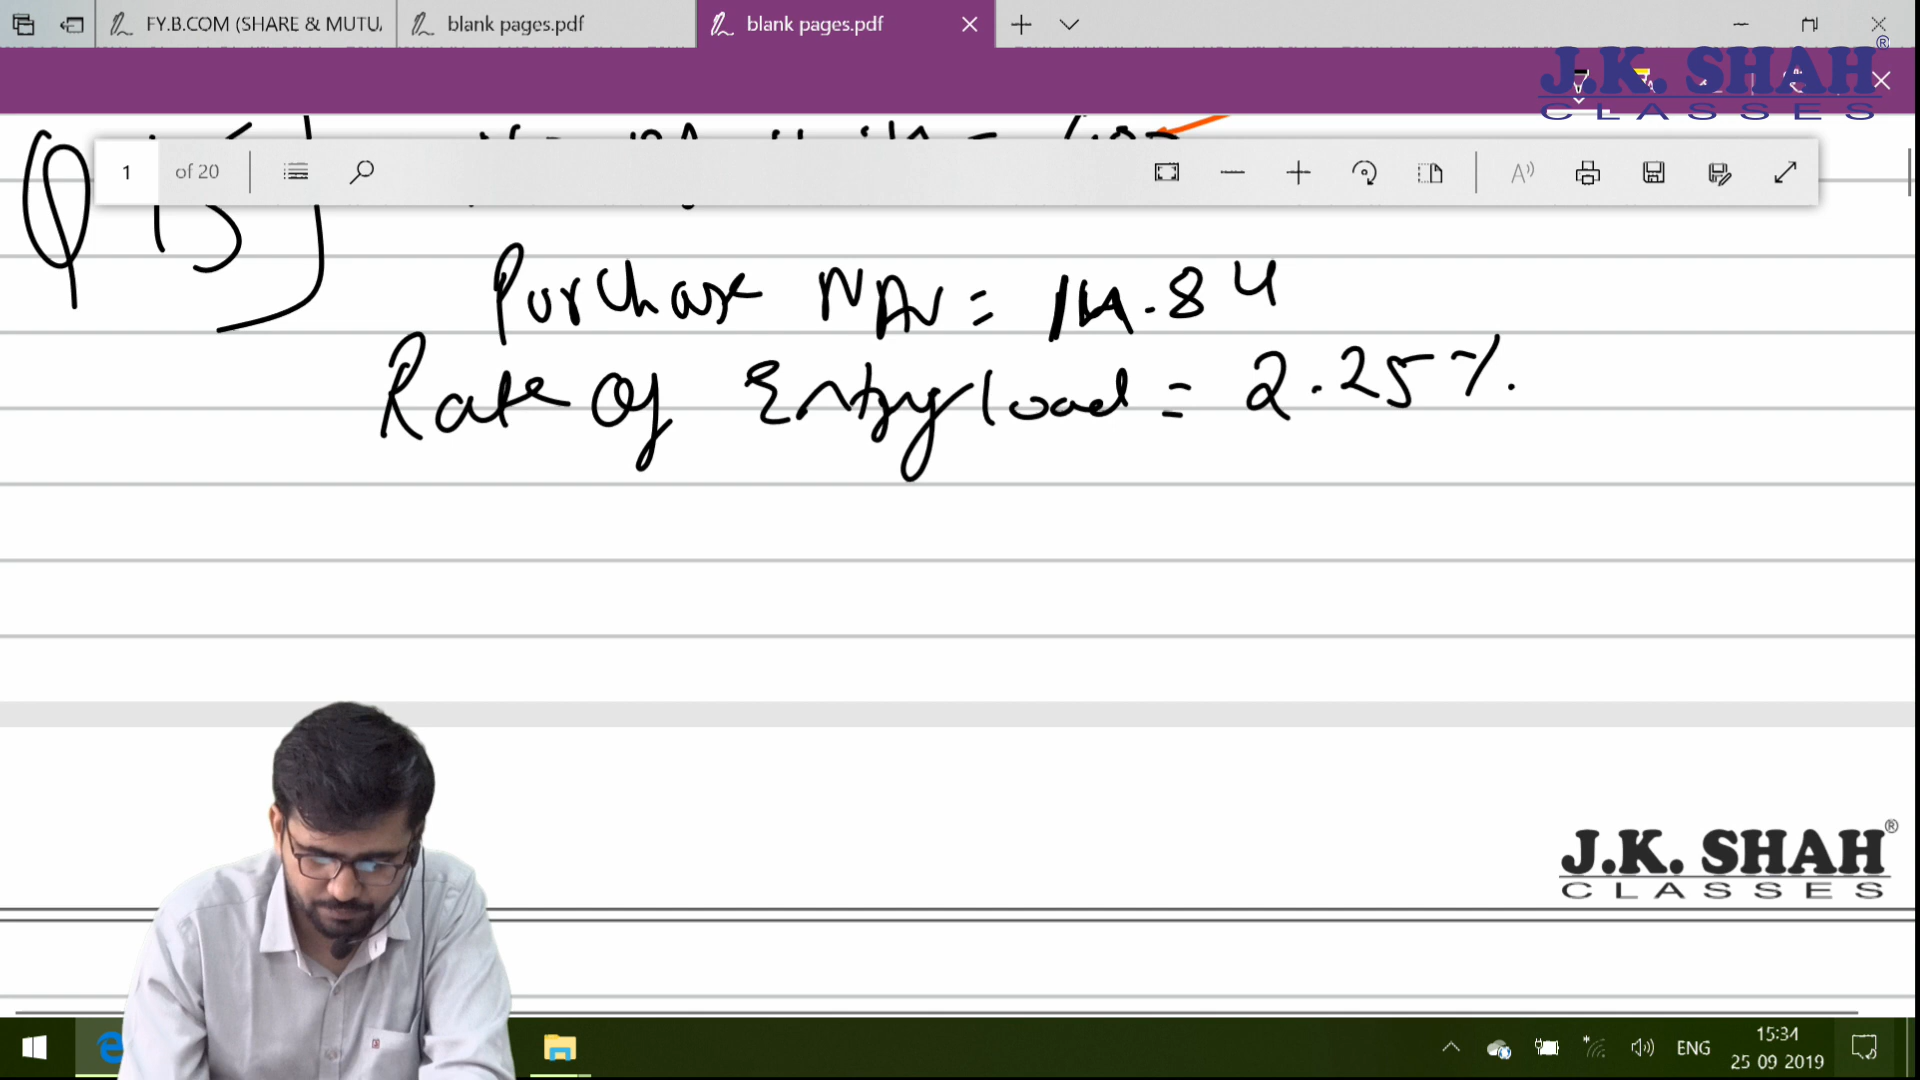 FY.B.COM (SHARE & MUTU
blank pages.pdf
blank pages.pdf
J.K. SHAH®
CLASSES
1 of 20
Q 15]
Purchase NAV = 14.84
Rate Of Entry load = 2.25%.
J.K. SHAH®
CLASSES
ENG
15:34
25 09 2019